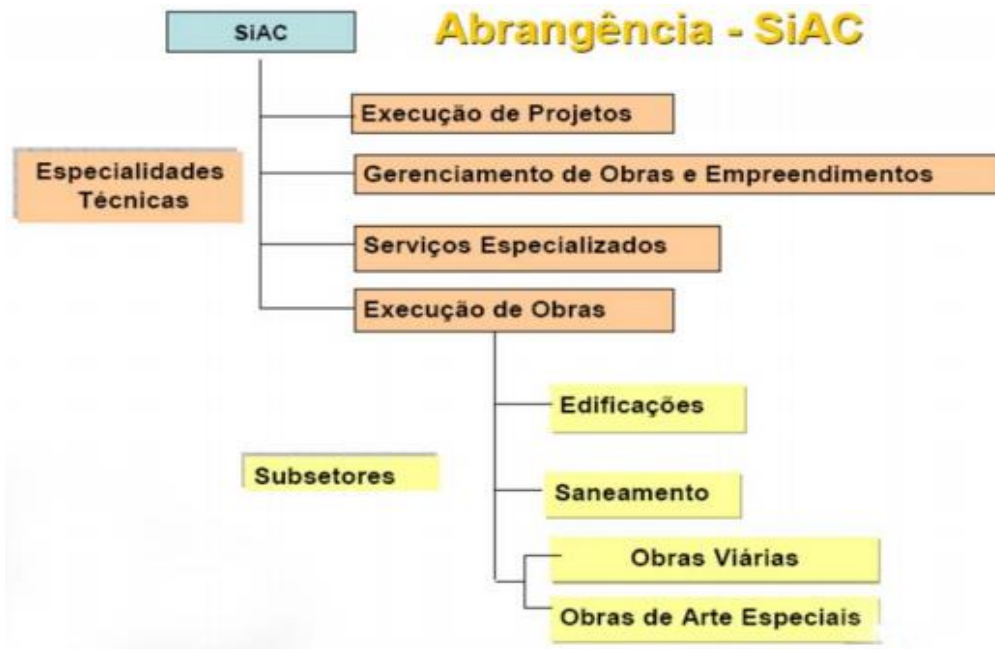 SiAC
Abrangência - SiAC
Execução de Projetos
Especialidades
Técnicas
Gerenciamento de Obras e Empreendimentos
Serviços Especializados
Execução de Obras
Edificações
Subsetores
Saneamento
Obras Viárias
Obras de Arte Especiais